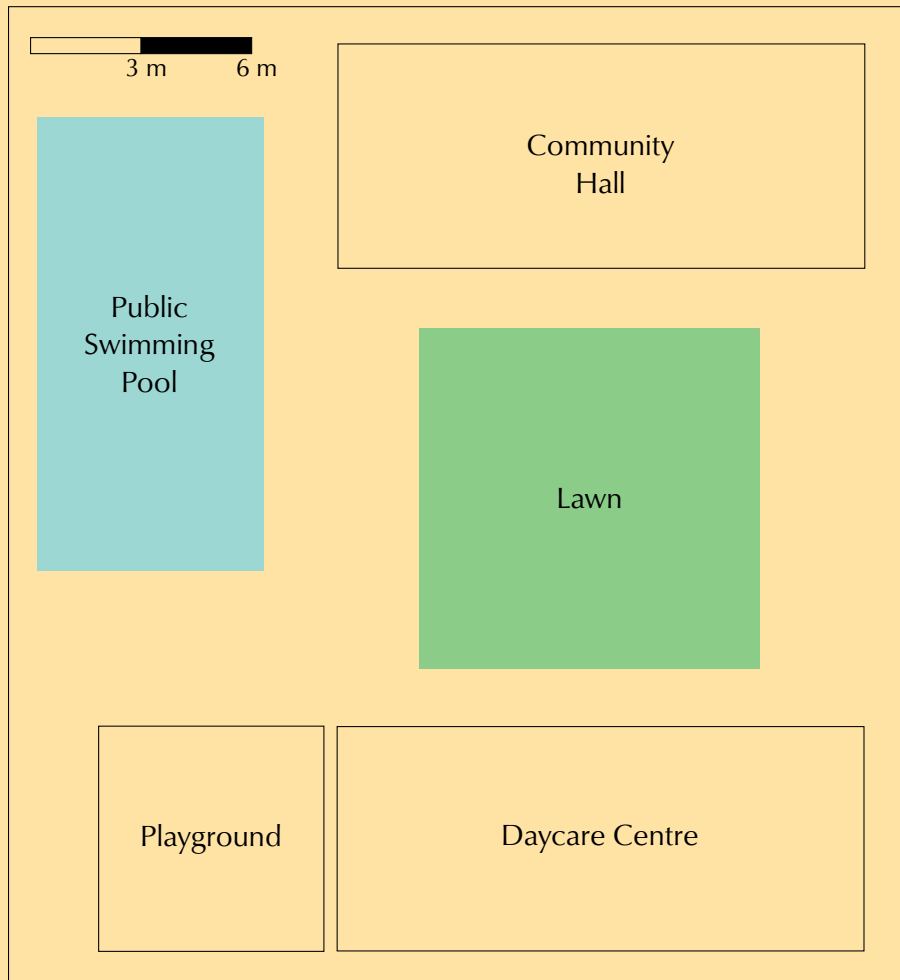 3 m
6 m
Community
Hall
Public
Swimming
Pool
Lawn
Playground
Daycare Centre